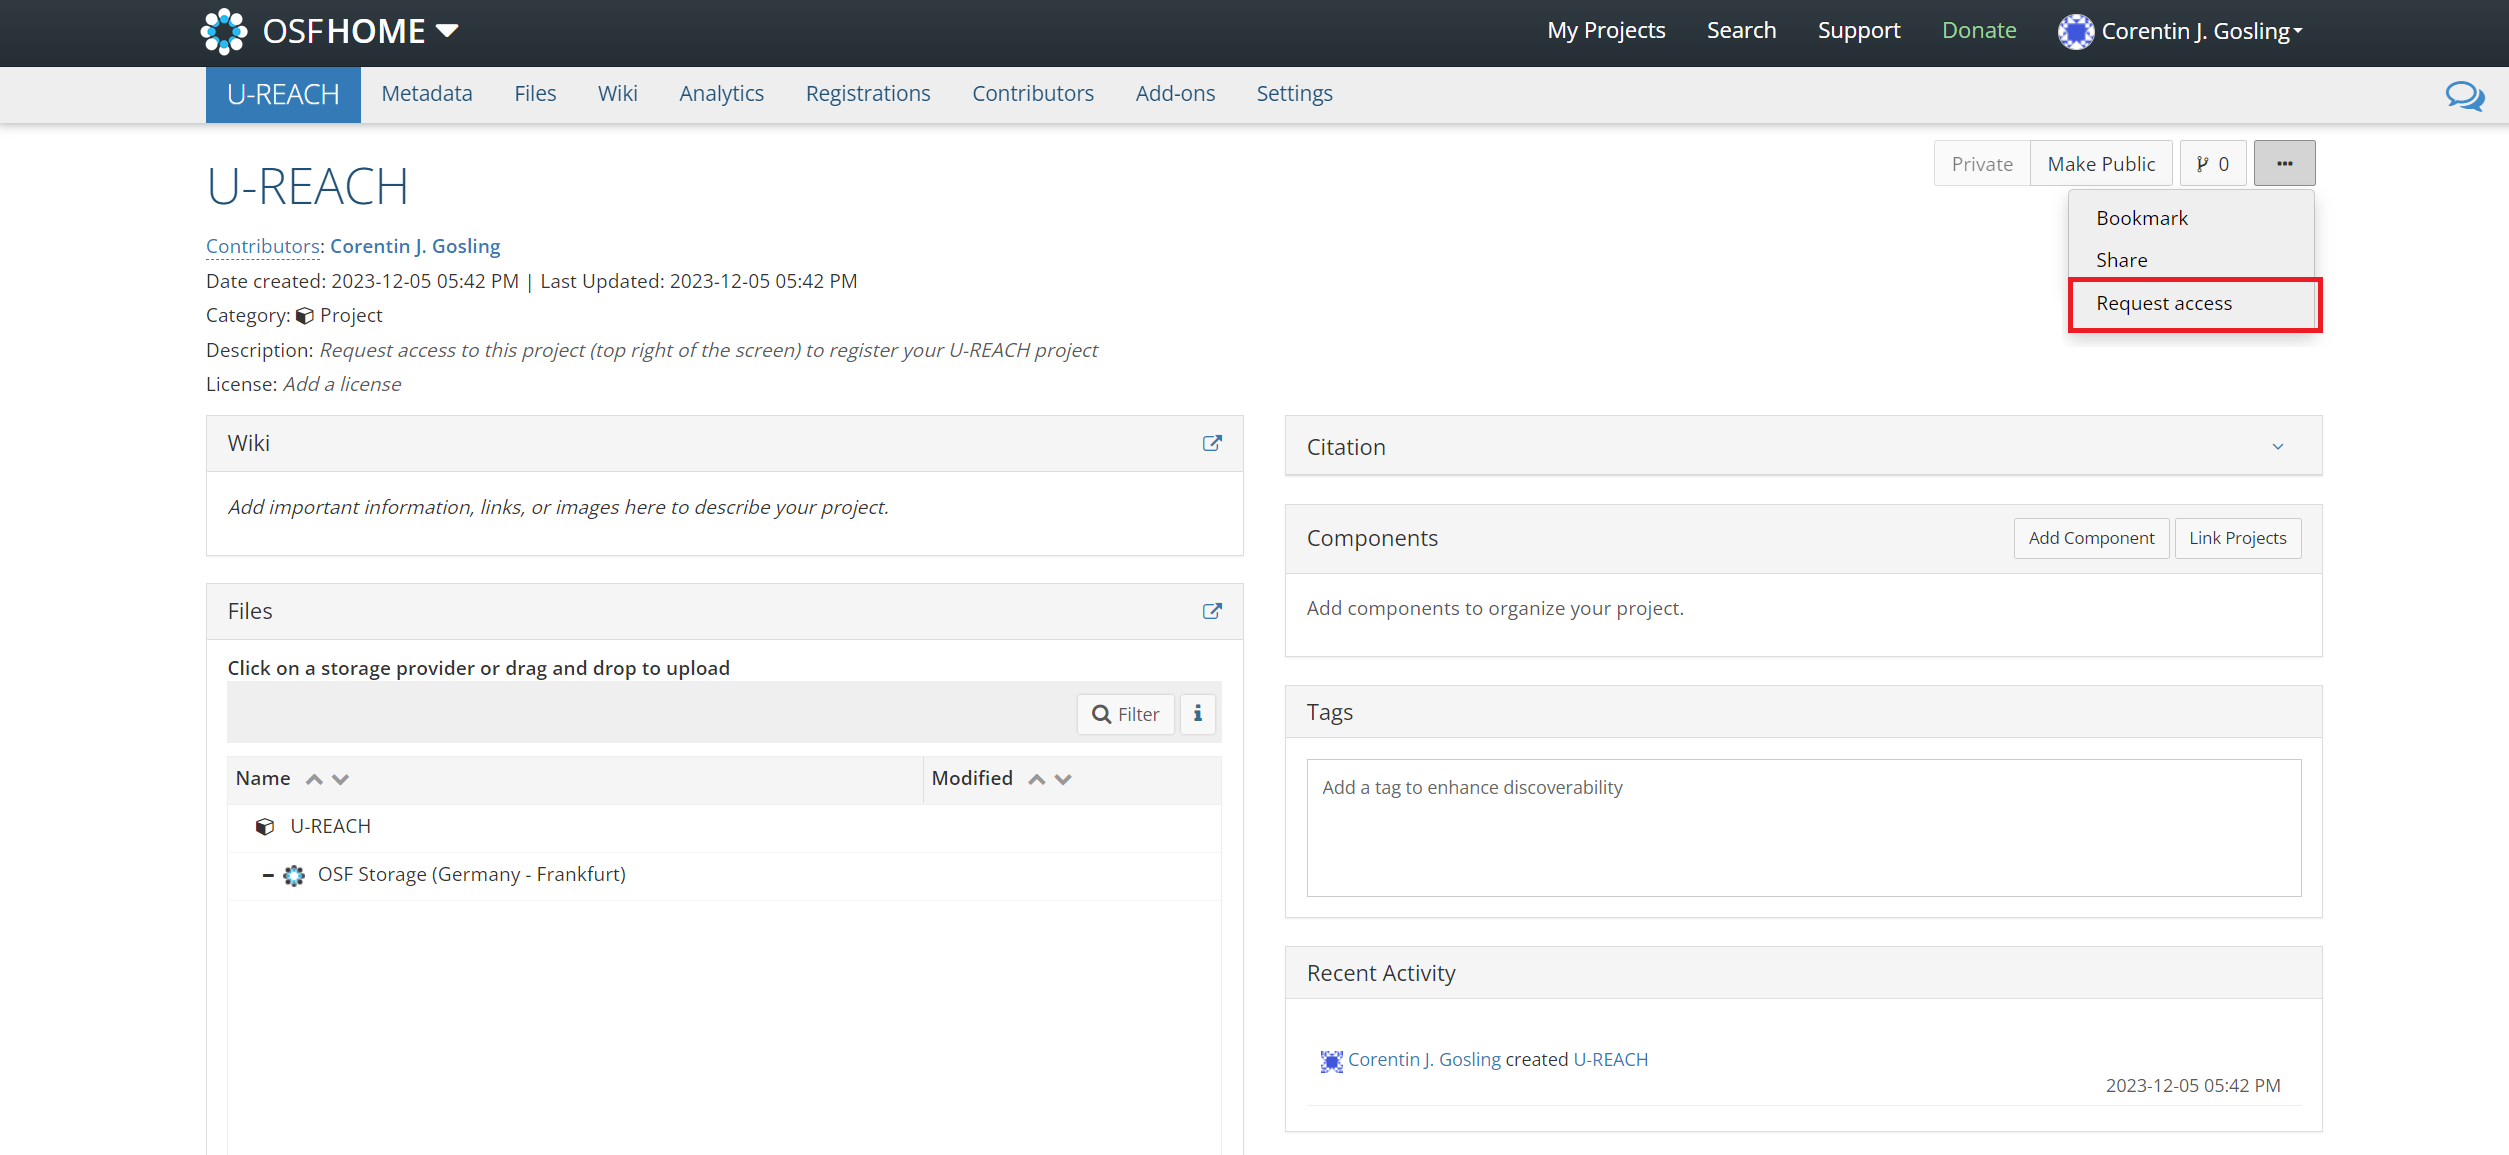 OSFHOME
My Projects
Search
Support
Donate
Corentin J. Gosling
U-REACH
Metadata
Files
Wiki
Analytics
Registrations
Contributors
Add-ons
Settings
Private
Make Public
0
...
U-REACH
Bookmark
Share
Request access
Contributors: Corentin J. Gosling
Date created: 2023-12-05 05:42 PM | Last Updated: 2023-12-05 05:42 PM
Category: Project
Description: Request access to this project (top right of the screen) to register your U-REACH project
License: Add a license
Wiki
Add important information, links, or images here to describe your project.
Files
Click on a storage provider or drag and drop to upload
Filter
i
Name
Modified
U-REACH
OSF Storage (Germany - Frankfurt)
Citation
Components
Add Component
Link Projects
Add components to organize your project.
Tags
Add a tag to enhance discoverability
Recent Activity
Corentin J. Gosling created U-REACH
2023-12-05 05:42 PM